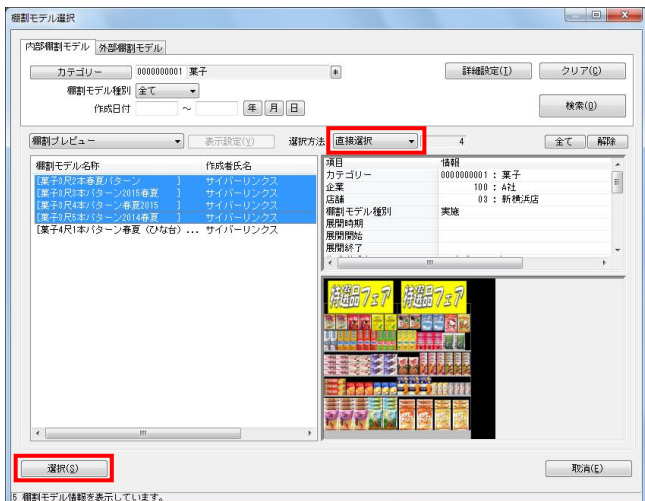 棚割モデル選択
内部棚割モデル 外部棚割モデル
カテゴリー 0000000001 菓子 * 詳細設定(I) クリア(C)
棚割モデル種別 全て
作成日付 ～ 年 月 日 検索(Q)
棚割プレビュー 表示設定(V) 選択方法 直接選択 4 全て 解除
棚割モデル名称 作成者氏名
[菓子3尺2本春夏パターン ] サイバーリンクス
[菓子3尺3本パターン2015春夏 ] サイバーリンクス
[菓子3尺4本パターン春夏2015 ] サイバーリンクス
[菓子3尺5本パターン2014春夏 ] サイバーリンクス
[菓子4尺1本パターン春夏（ひな台）... サイバーリンクス
項目 情報
カテゴリー 0000000001 : 菓子
企業 100 : A社
店舗 03 : 新横浜店
棚割モデル種別 実施
展開時期
展開開始
展開終了
特選品フェア 特選品フェア
選択(S) 取消(E)
5 棚割モデル情報を表示しています。